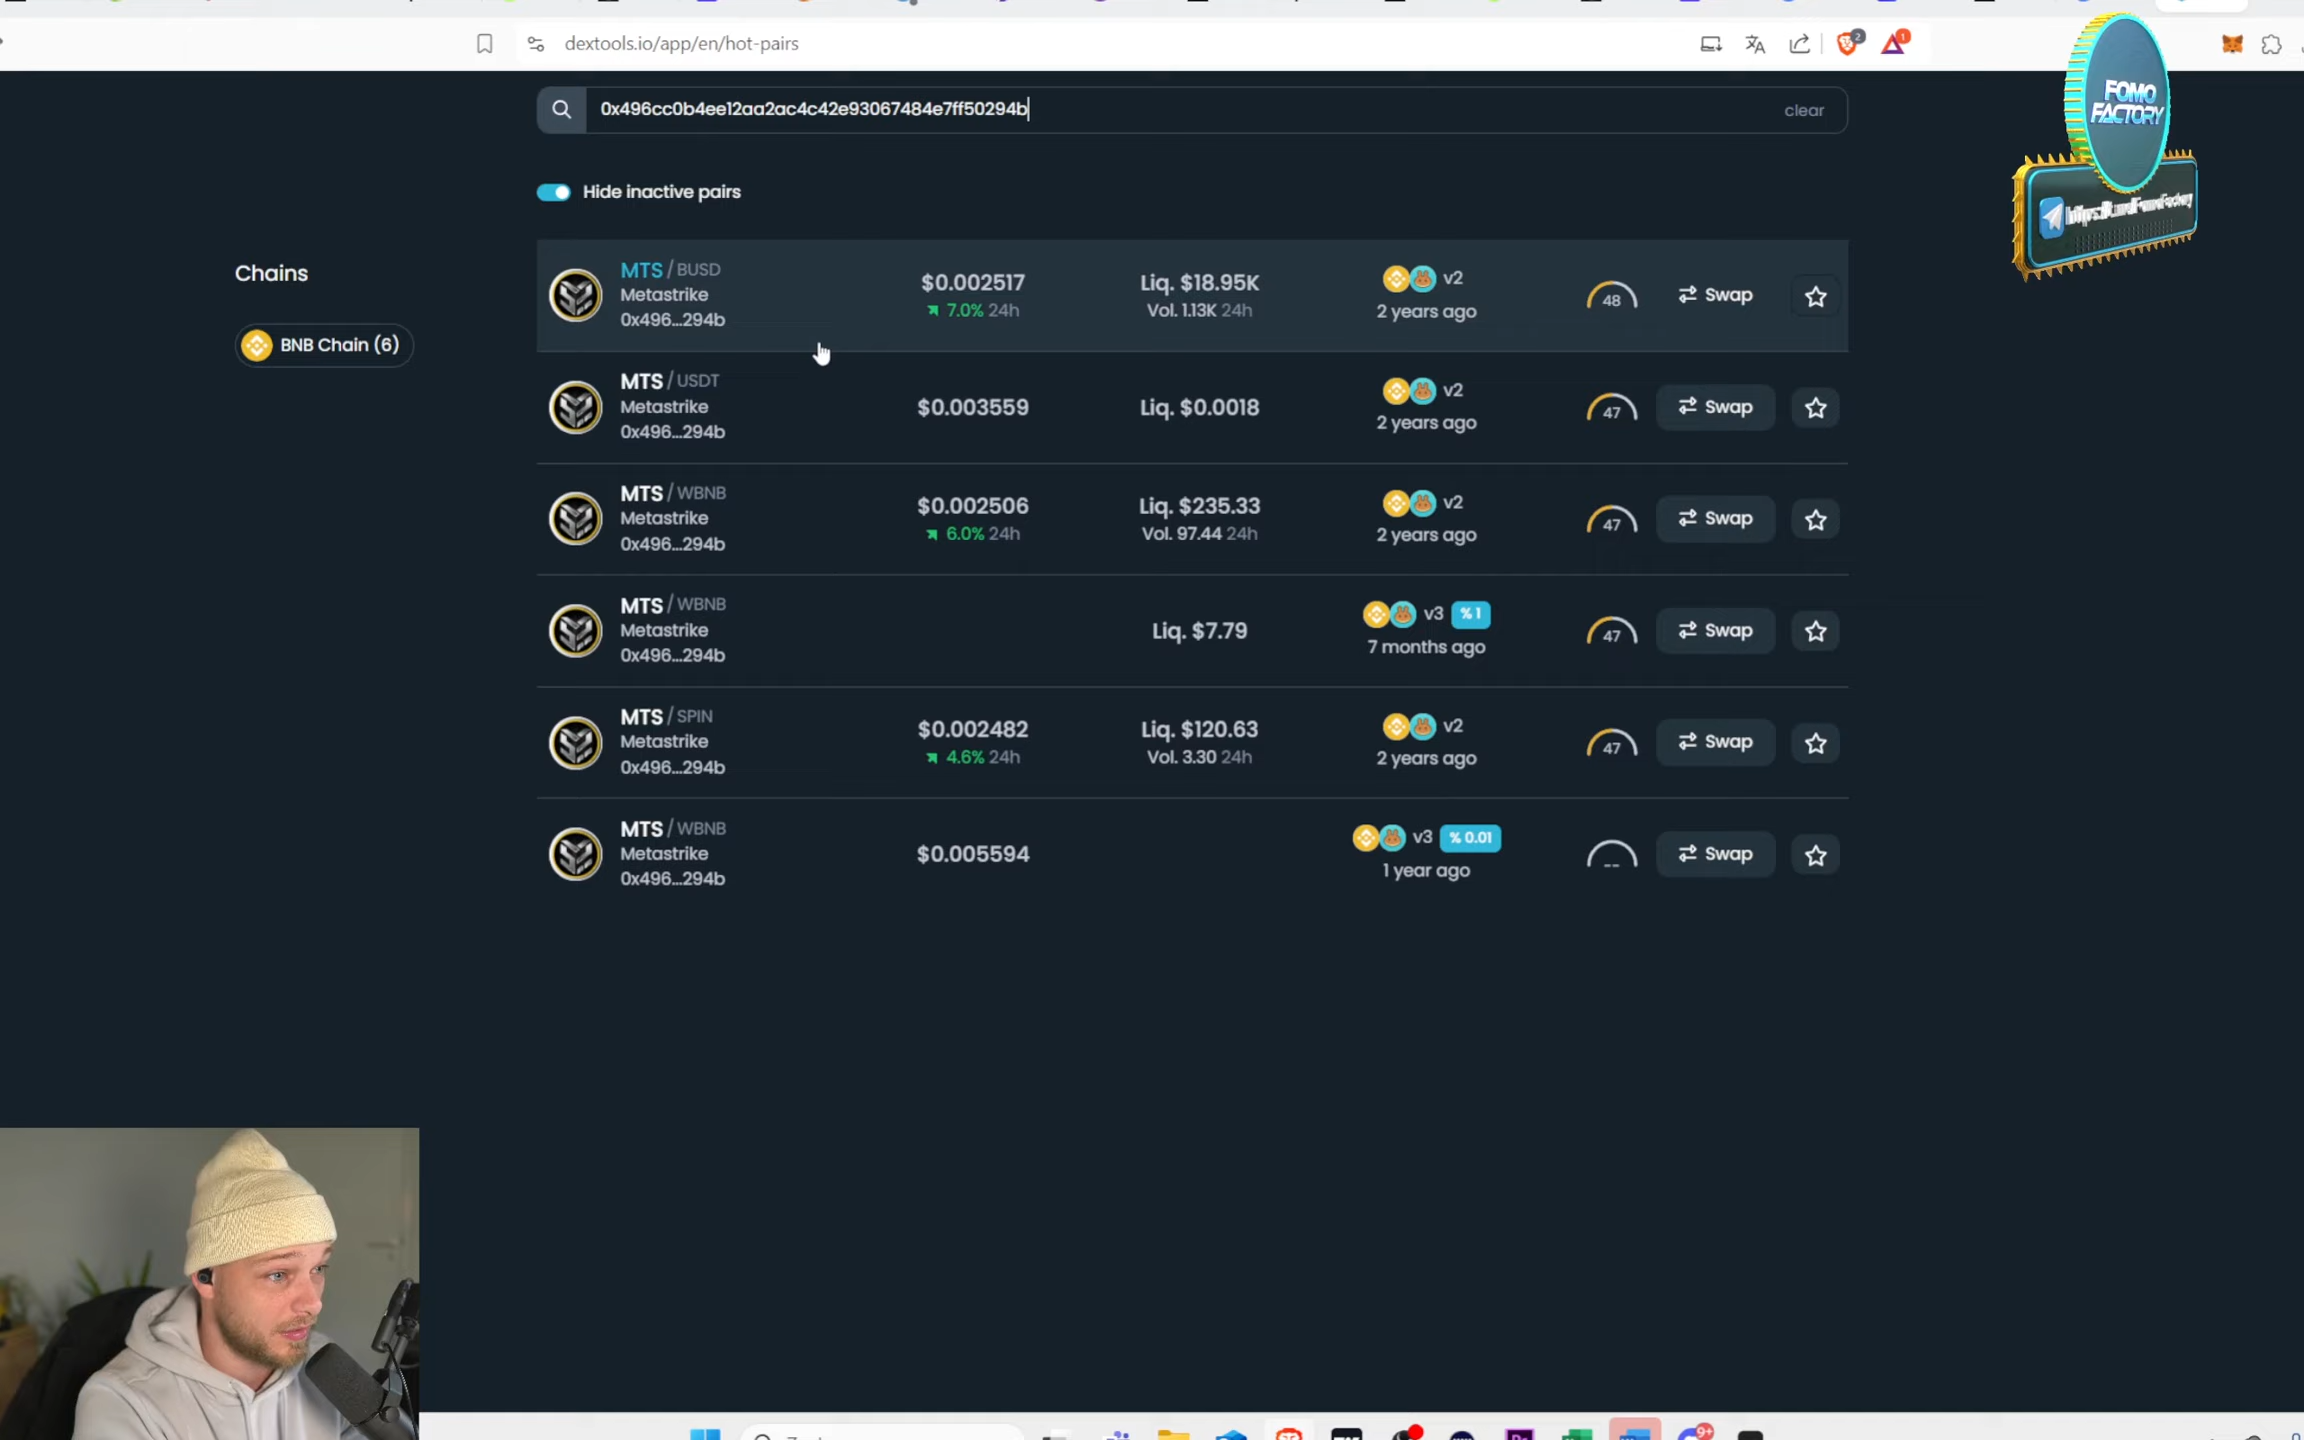 dextools.io/app/en/hot-pairs
2
1
0x496cc0b4ee12aa2ac4c42e93067484e7ff50294b
clear
FOMO
FACTORY
Hide inactive pairs
Chains
BNB Chain (6)
MTS / BUSD
Metastrike
0x496...294b
$0.002517
7.0% 24h
Liq. $18.95K
Vol. 1.13K 24h
v2
2 years ago
48
Swap
MTS / USDT
Metastrike
0x496...294b
$0.003559
Liq. $0.0018
v2
2 years ago
47
Swap
MTS / WBNB
Metastrike
0x496...294b
$0.002506
6.0% 24h
Liq. $235.33
Vol. 97.44 24h
v2
2 years ago
47
Swap
MTS / WBNB
Metastrike
0x496...294b
Liq. $7.79
v3 % 1
7 months ago
47
Swap
MTS / SPIN
Metastrike
0x496...294b
$0.002482
4.6% 24h
Liq. $120.63
Vol. 3.30 24h
v2
2 years ago
47
Swap
MTS / WBNB
Metastrike
0x496...294b
$0.005594
v3 % 0.01
1 year ago
--
Swap
9+